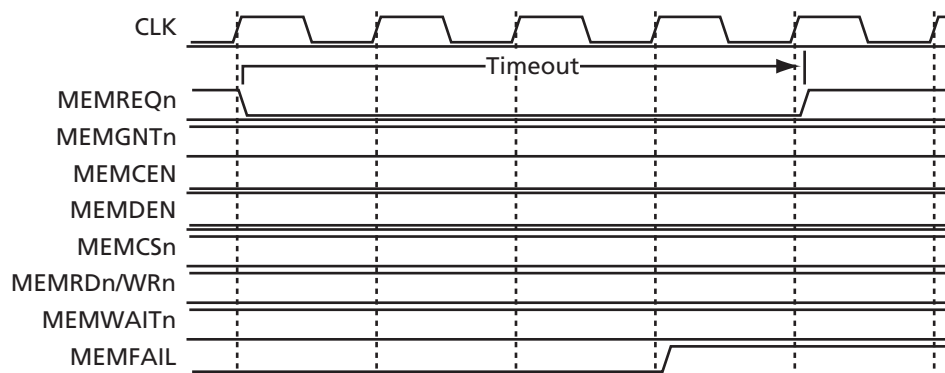 CLK
Timeout
MEMREQn
MEMGNTn
MEMCEN
MEMDEN
MEMCSn
MEMRDn/WRn
MEMWAITn
MEMFAIL